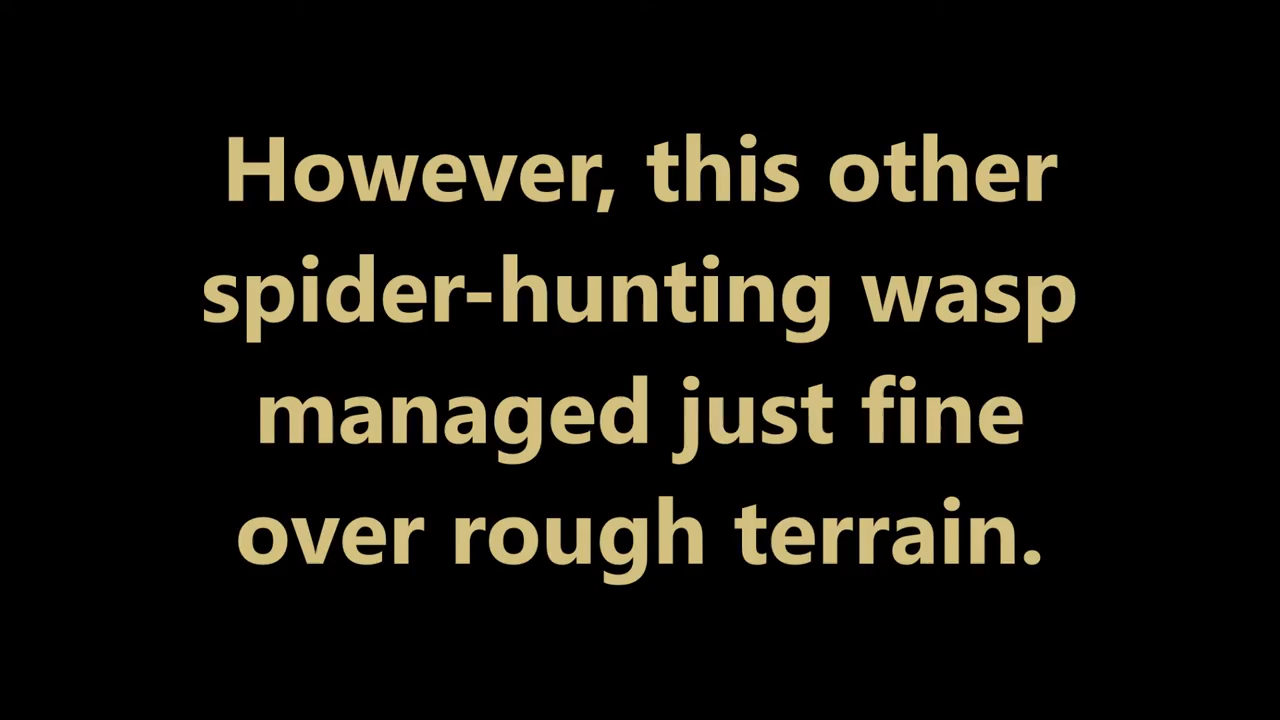 However, this other
spider-hunting wasp
managed just fine
over rough terrain.